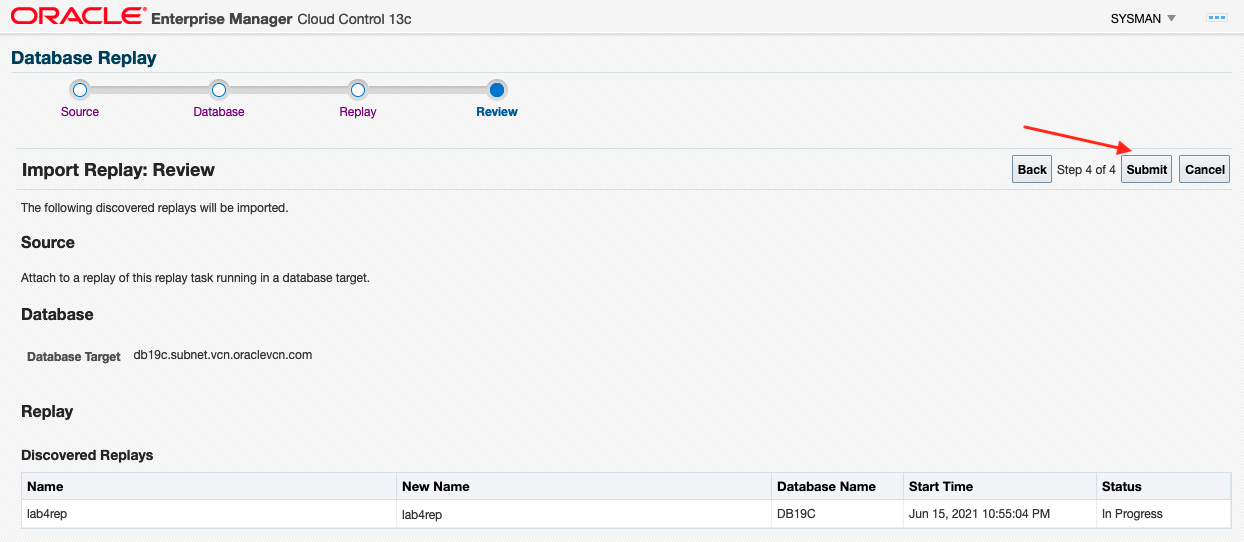 ORACLE Enterprise Manager Cloud Control 13c SYSMAN
Database Replay
Source Database Replay Review
Import Replay: Review Back Step 4 of 4 Submit Cancel
The following discovered replays will be imported.
Source
Attach to a replay of this replay task running in a database target.
Database
Database Target db19c.subnet.vcn.oraclevcn.com
Replay
Discovered Replays
Name New Name Database Name Start Time Status
lab4rep lab4rep DB19C Jun 15, 2021 10:55:04 PM In Progress